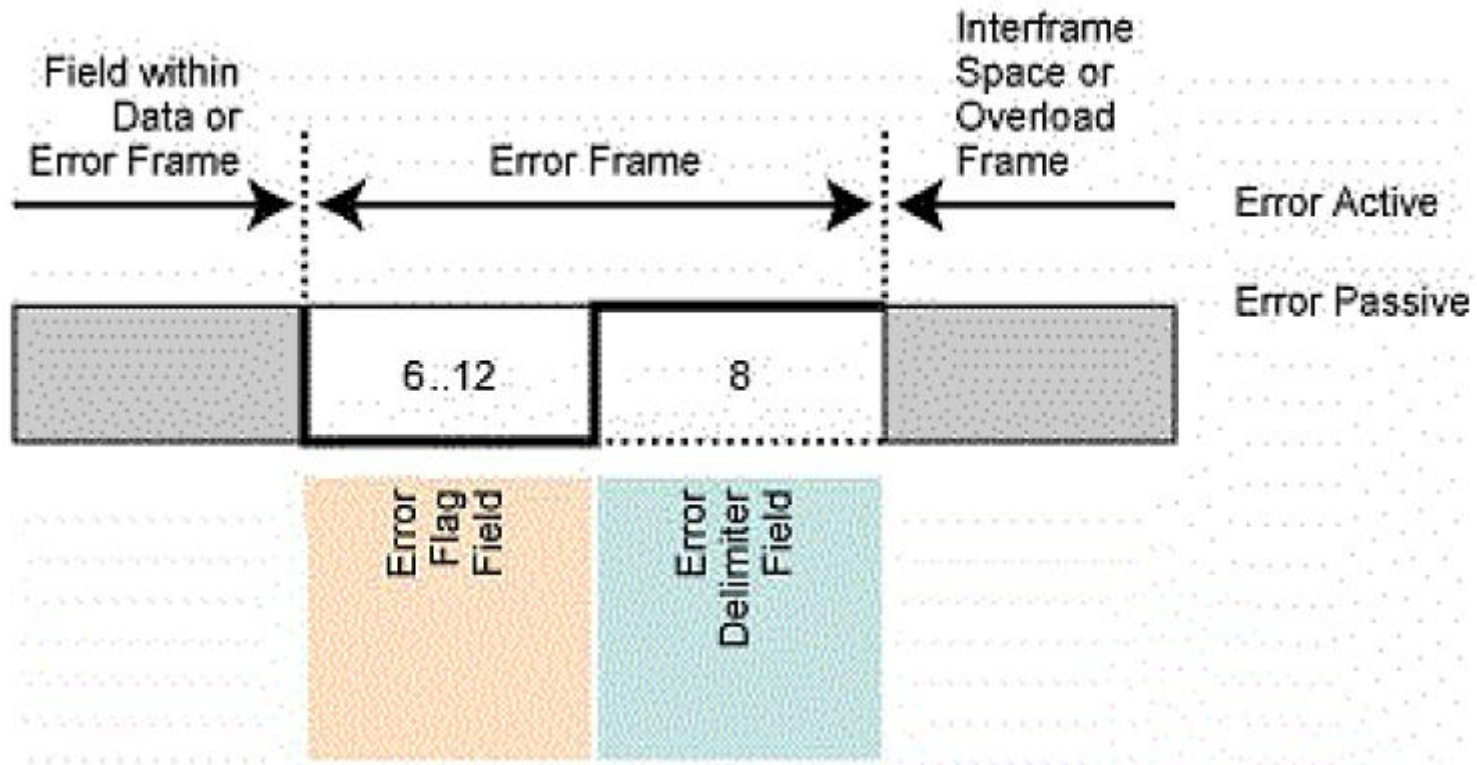 Field within
Data or
Error Frame
Error Frame
Interframe
Space or
Overload
Frame
Error Active
Error Passive
6..12
8
Error
Flag
Field
Error
Delimiter
Field